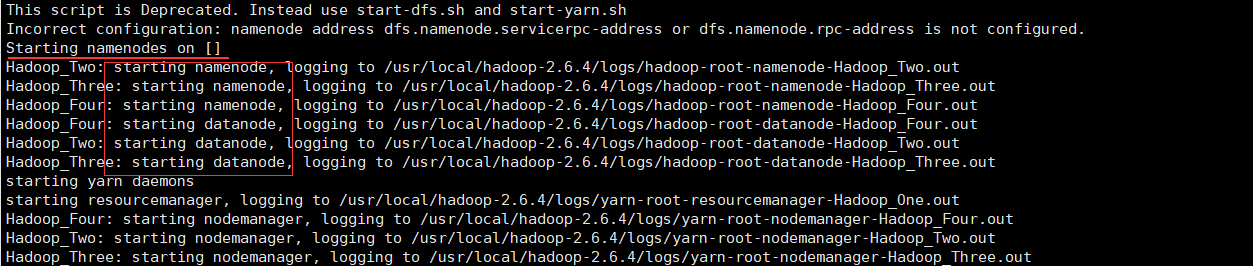 This script is Deprecated. Instead use start-dfs.sh and start-yarn.sh
Incorrect configuration: namenode address dfs.namenode.servicerpc-address or dfs.namenode.rpc-address is not configured.
Starting namenodes on []
Hadoop_Two: starting namenode, logging to /usr/local/hadoop-2.6.4/logs/hadoop-root-namenode-Hadoop_Two.out
Hadoop_Three: starting namenode, logging to /usr/local/hadoop-2.6.4/logs/hadoop-root-namenode-Hadoop_Three.out
Hadoop_Four: starting namenode, logging to /usr/local/hadoop-2.6.4/logs/hadoop-root-namenode-Hadoop_Four.out
Hadoop_Four: starting datanode, logging to /usr/local/hadoop-2.6.4/logs/hadoop-root-datanode-Hadoop_Four.out
Hadoop_Two: starting datanode, logging to /usr/local/hadoop-2.6.4/logs/hadoop-root-datanode-Hadoop_Two.out
Hadoop_Three: starting datanode, logging to /usr/local/hadoop-2.6.4/logs/hadoop-root-datanode-Hadoop_Three.out
starting yarn daemons
starting resourcemanager, logging to /usr/local/hadoop-2.6.4/logs/yarn-root-resourcemanager-Hadoop_One.out
Hadoop_Four: starting nodemanager, logging to /usr/local/hadoop-2.6.4/logs/yarn-root-nodemanager-Hadoop_Four.out
Hadoop_Two: starting nodemanager, logging to /usr/local/hadoop-2.6.4/logs/yarn-root-nodemanager-Hadoop_Two.out
Hadoop_Three: starting nodemanager, logging to /usr/local/hadoop-2.6.4/logs/yarn-root-nodemanager-Hadoop_Three.out